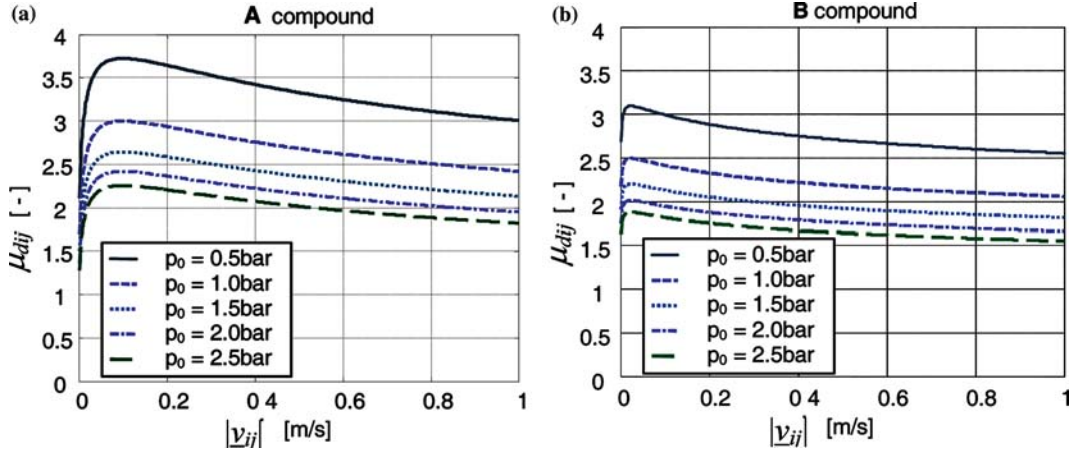 (a)
A compound
4
3.5
3
2.5
2
1.5
1
0.5
0
μdij [ - ]
p0 = 0.5bar
p0 = 1.0bar
p0 = 1.5bar
p0 = 2.0bar
p0 = 2.5bar
0 0.2 0.4 0.6 0.8 1
|vij| [m/s]
(b)
B compound
4
3.5
3
2.5
2
1.5
1
0.5
0
μdij [ - ]
p0 = 0.5bar
p0 = 1.0bar
p0 = 1.5bar
p0 = 2.0bar
p0 = 2.5bar
0 0.2 0.4 0.6 0.8 1
|vij| [m/s]